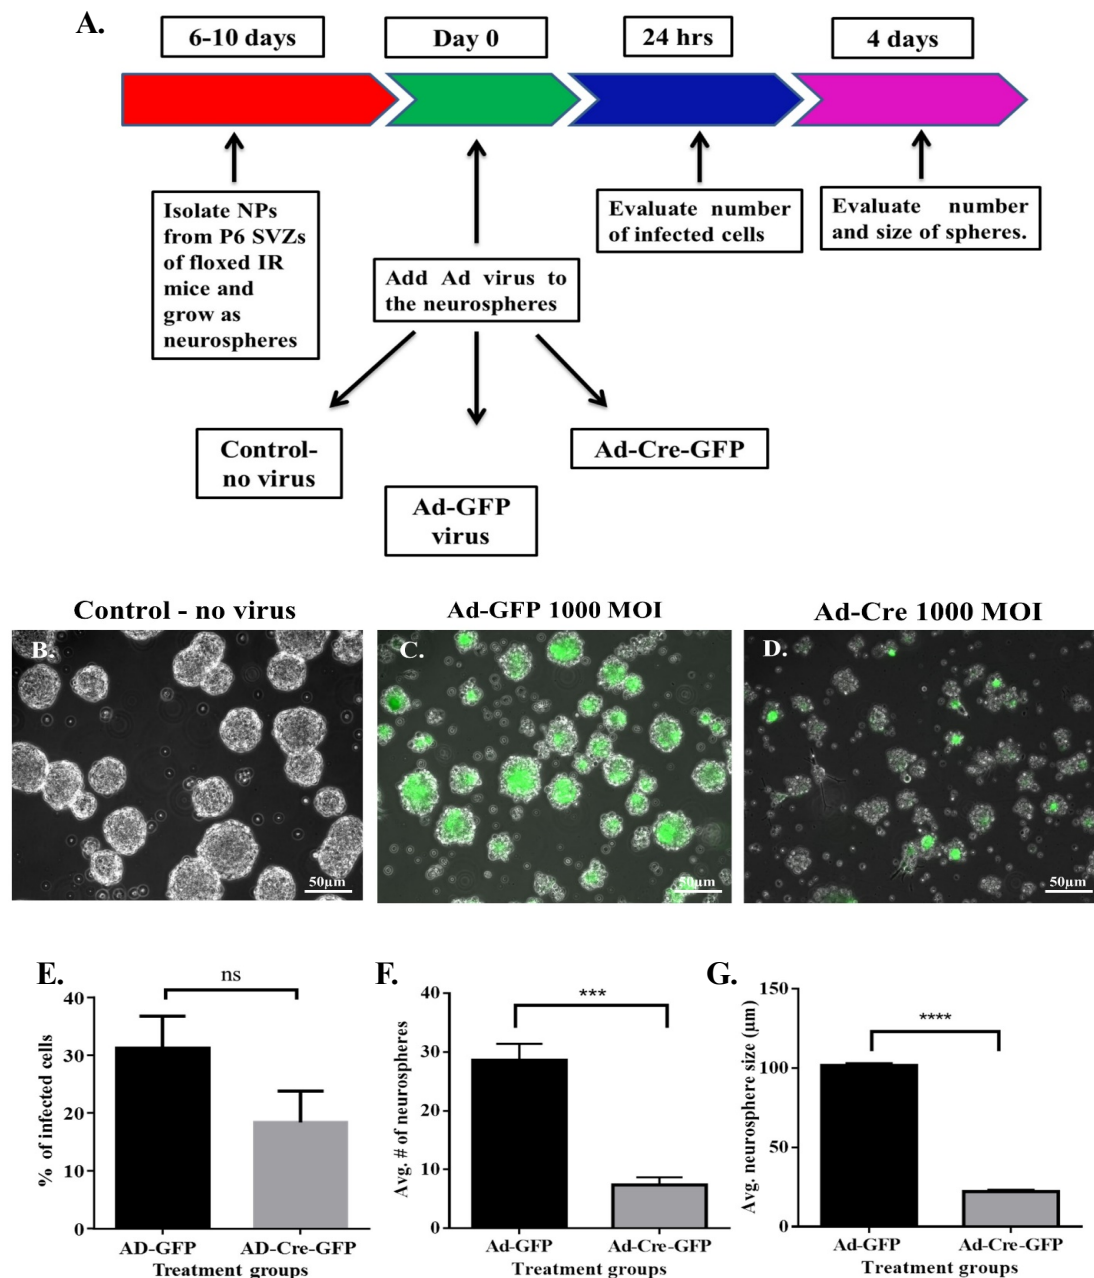 A.
6-10 days
Day 0
24 hrs
4 days
Isolate NPs
from P6 SVZs
of floxed IR
mice and
grow as
neurospheres
Add Ad virus to
the neurospheres
Evaluate number
of infected cells
Evaluate number
and size of spheres.
Control-
no virus
Ad-GFP
virus
Ad-Cre-GFP
Control - no virus
Ad-GFP 1000 MOI
Ad-Cre 1000 MOI
B.
50µm
C.
50µm
D.
50µm
E.
ns
% of infected cells
40
30
20
10
0
AD-GFP
AD-Cre-GFP
Treatment groups
F.
***
Avg. # of neurospheres
40
30
20
10
0
Ad-GFP
Ad-Cre-GFP
Treatment groups
G.
****
Avg. neurosphere size (µm)
150
100
50
0
Ad-GFP
Ad-Cre-GFP
Treatment groups